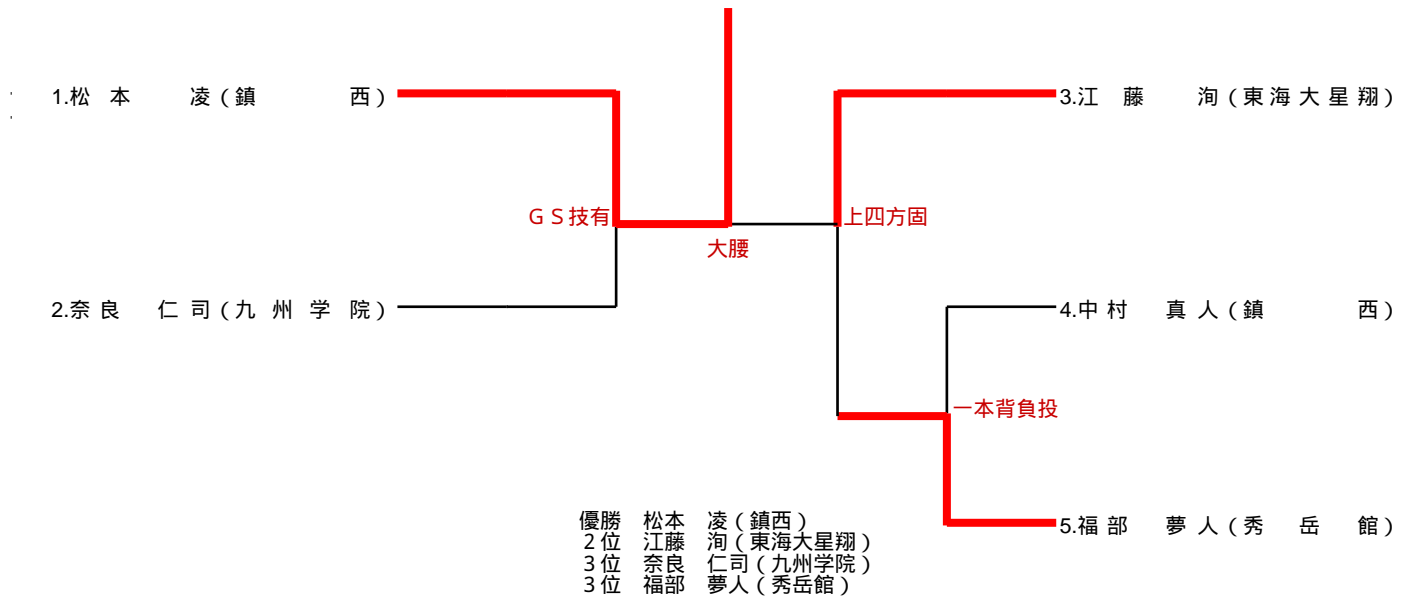 1.松本 凌(鎮 西)
3.江藤 洵(東海大星翔)
GS技有
上四方固
大腰
2.奈良 仁司(九州学院)
4.中村 真人(鎮 西)
一本背負投
5.福部 夢人(秀岳館)
優勝 松本 凌(鎮西)
2位 江藤 洵(東海大星翔)
3位 奈良 仁司(九州学院)
3位 福部 夢人(秀岳館)